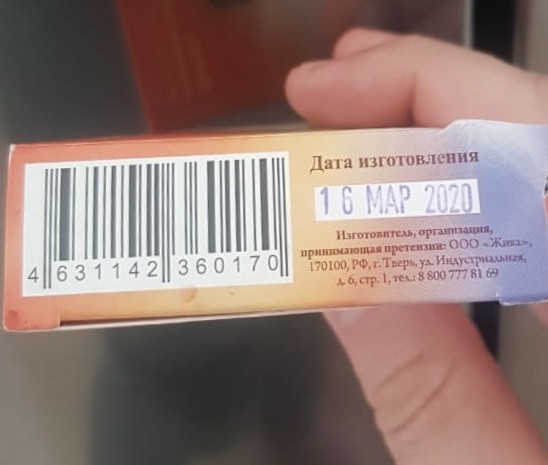 4 631142 360170
Дата изготовления
16 МАР 2020
Изготовитель, организация,
принимающая претензии: ООО «Жива»,
170100, РФ, г. Тверь, ул. Индустриальная,
д. 6, стр. 1, тел.: 8 800 777 81 69